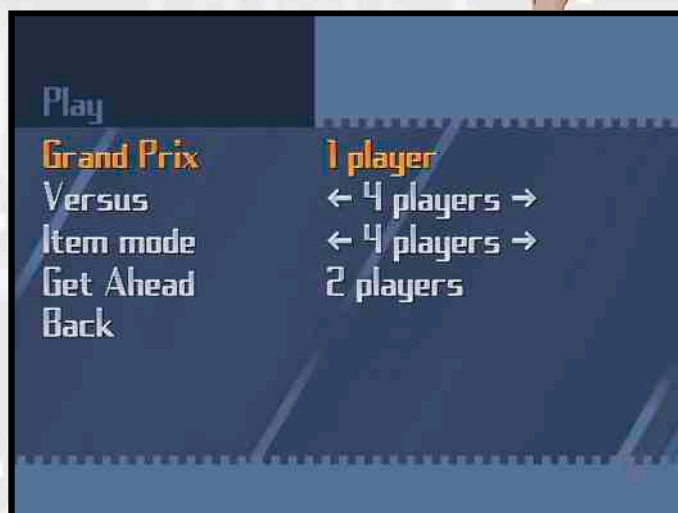 Play
Grand Prix 1 player
Versus ← 4 players →
Item mode ← 4 players →
Get Ahead 2 players
Back